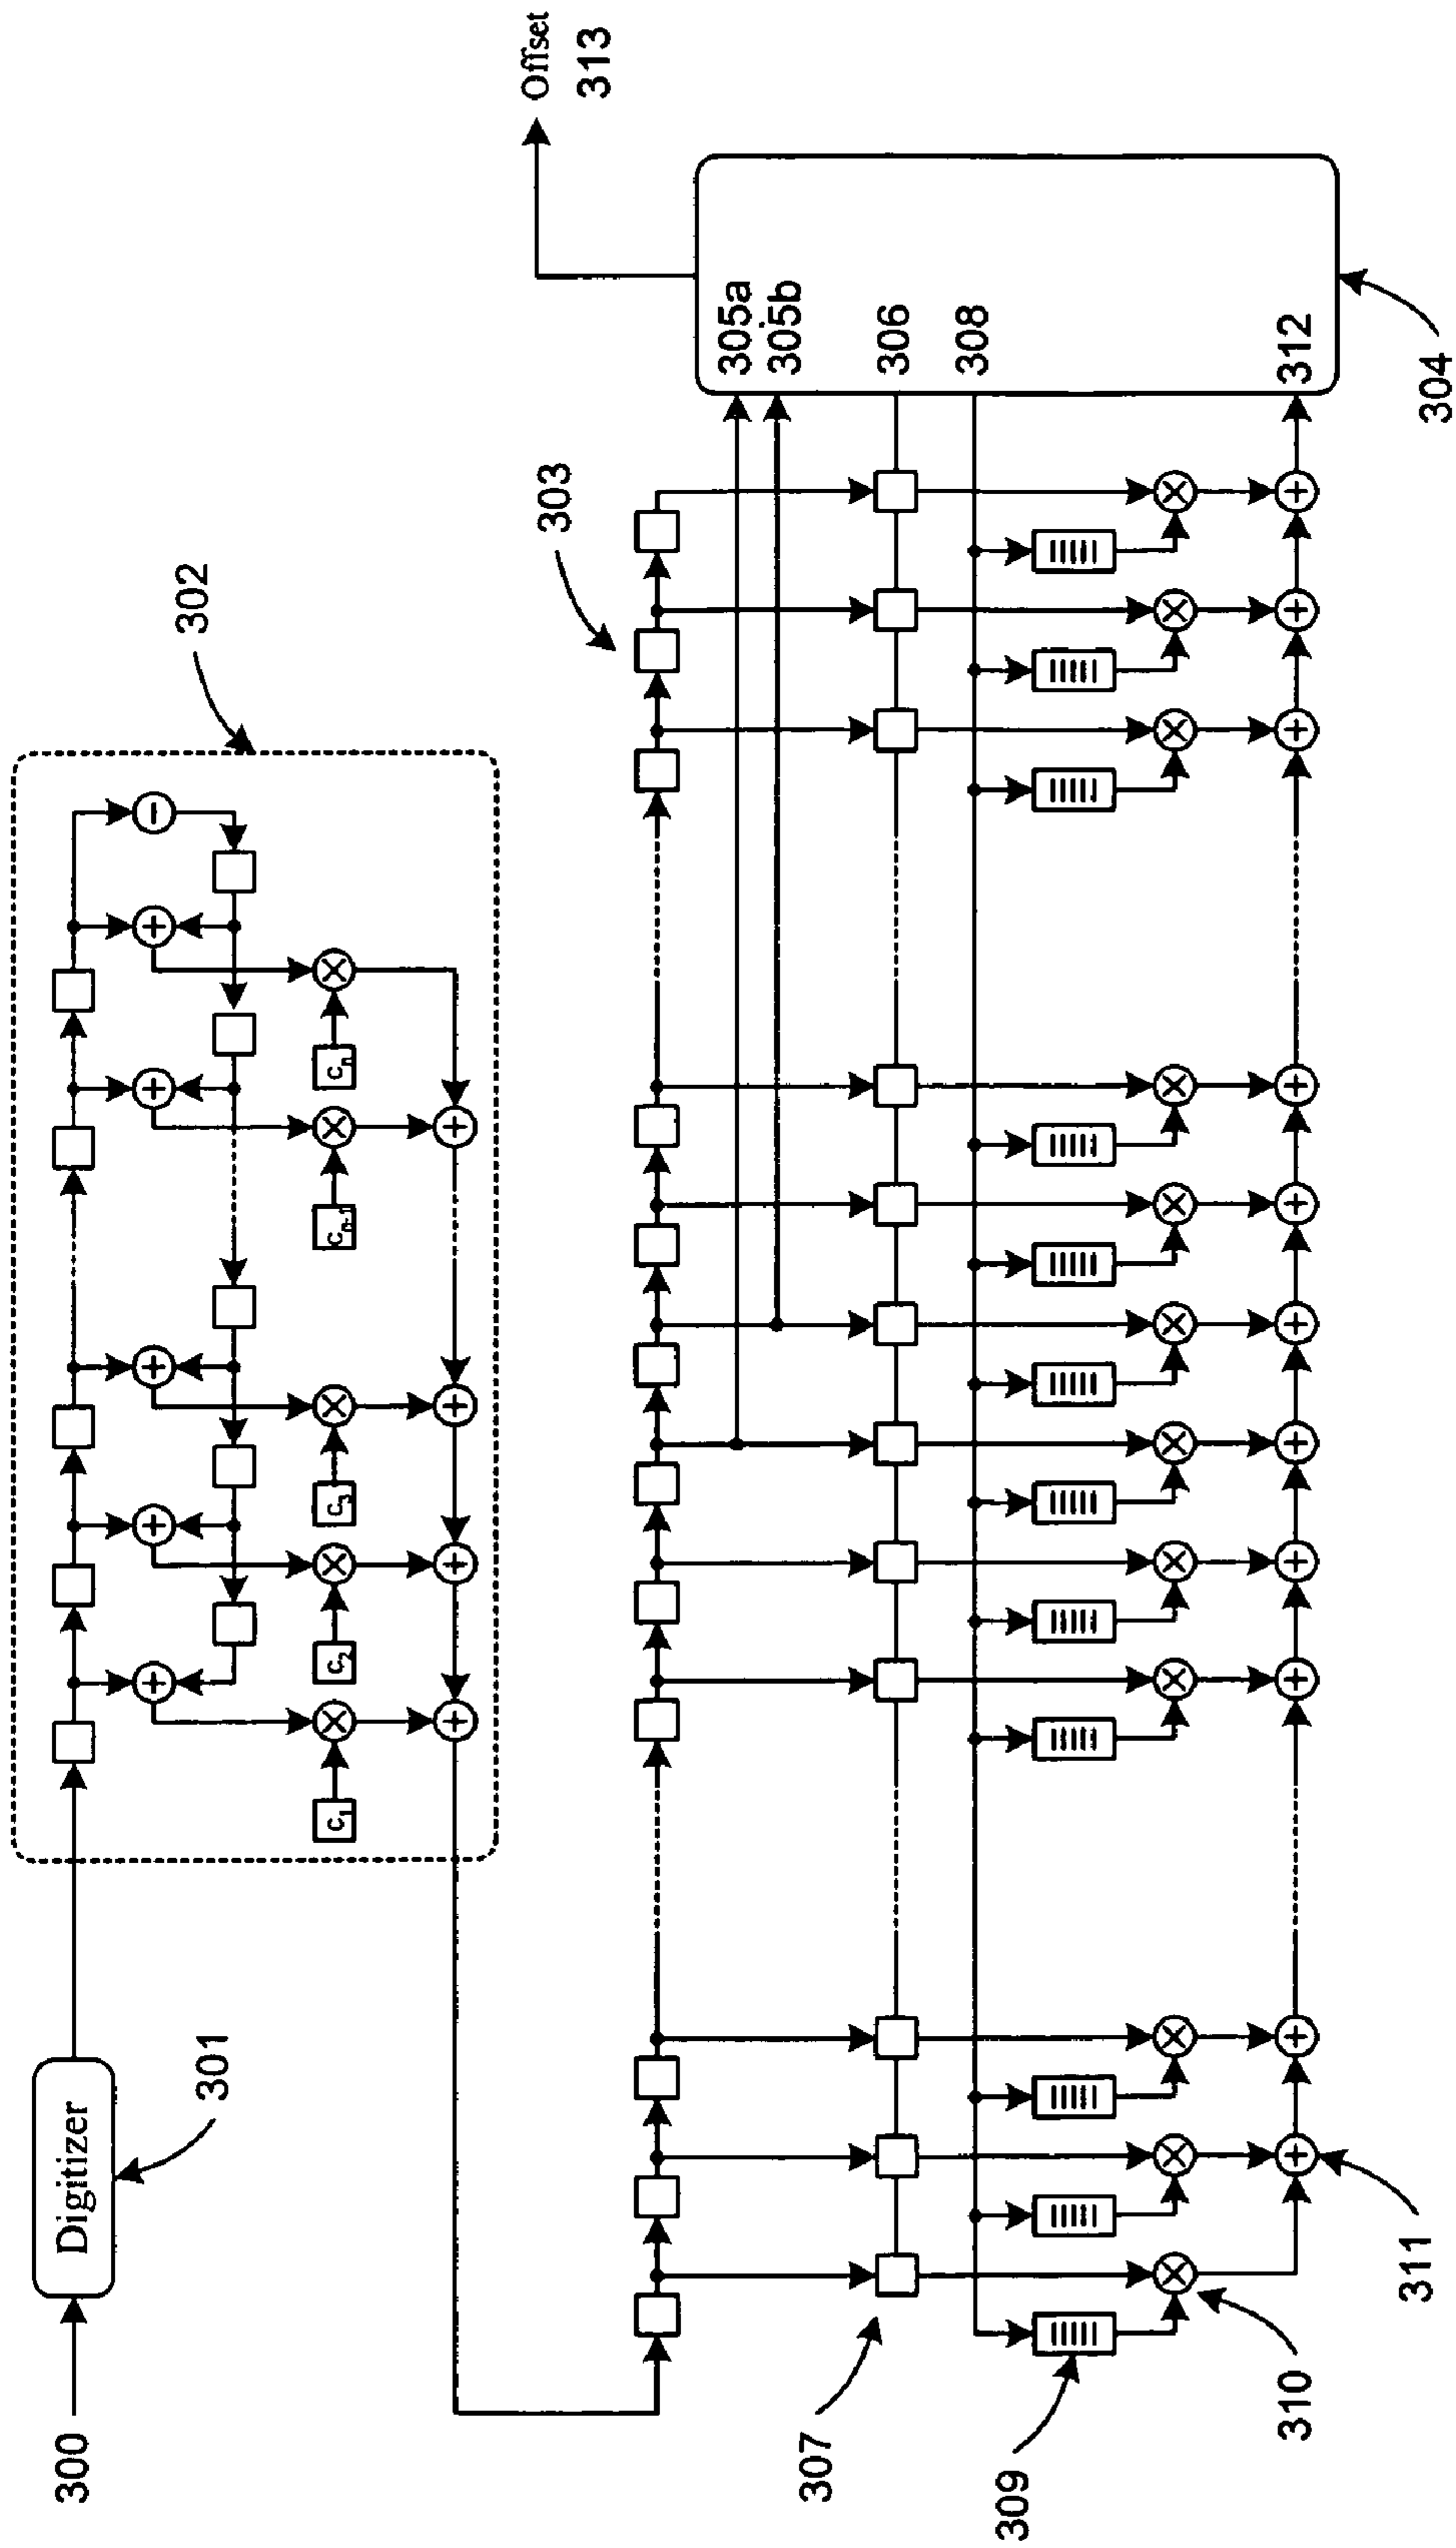 300
Digitizer
301
302
c₁
c₂
c₃
cₙ₋₁
cₙ
303
Offset
313
305a
305b
306
308
312
304
307
309
310
311